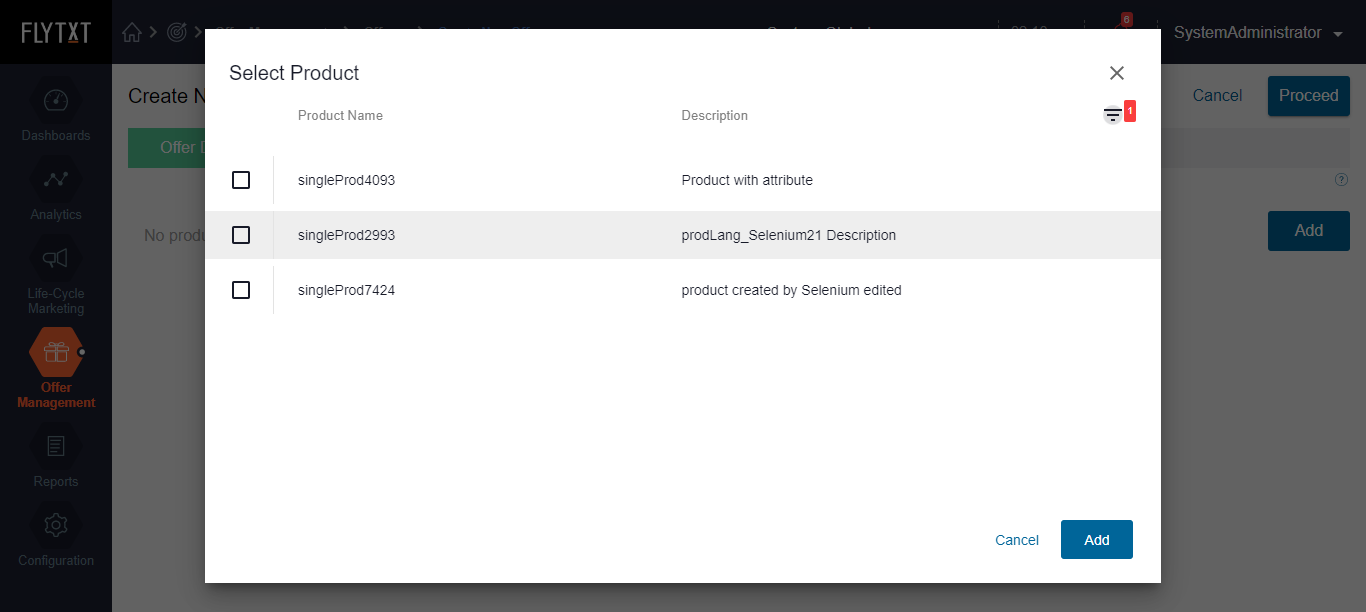 FLYTXT
6
SystemAdministrator
Select Product
Create N
Cancel
Proceed
Product Name
Description
1
Dashboards
Offer D
singleProd4093
Product with attribute
?
Analytics
No produ
singleProd2993
prodLang_Selenium21 Description
Add
Life-Cycle
Marketing
singleProd7424
product created by Selenium edited
Offer
Management
Reports
Cancel
Add
Configuration